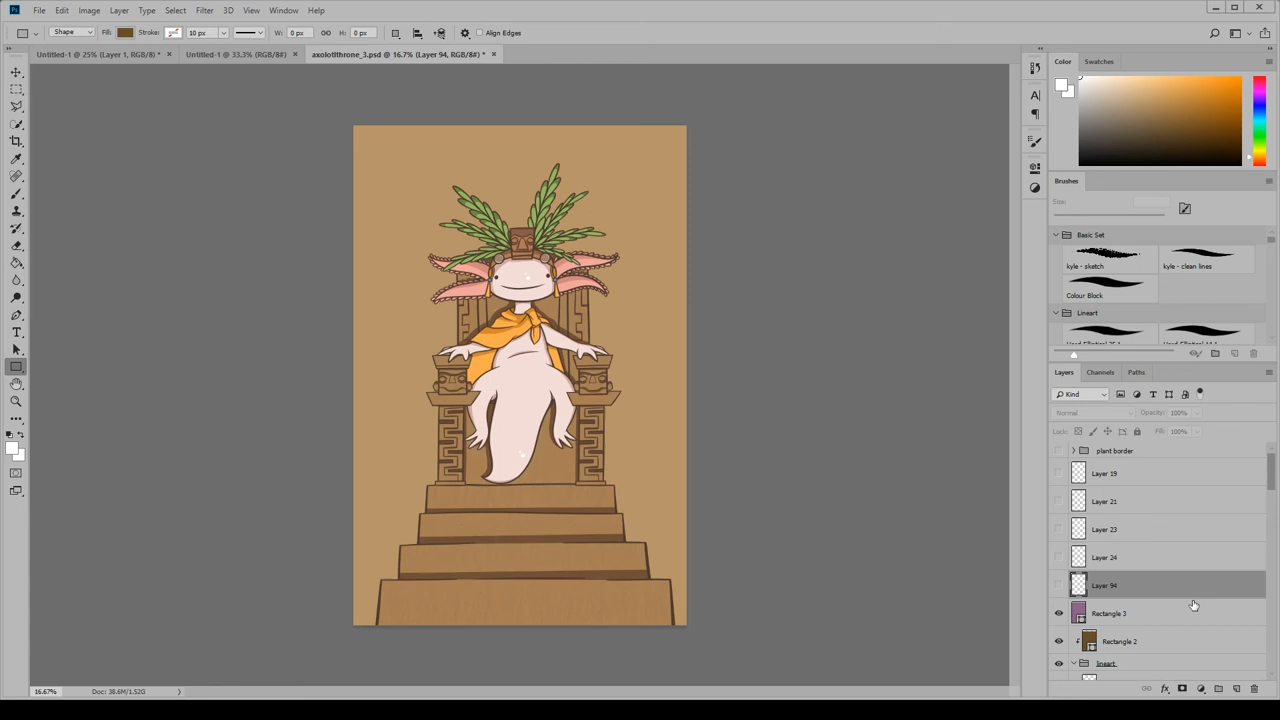 Ps File Edit Image Layer Type Select Filter 3D View Window Help
Shape Fill: Stroke: 10 px W: 0 px H: 0 px Align Edges
Untitled-1 @ 25% (Layer 1, RGB/8) * Untitled-1 @ 33.3% (RGB/8#) axolotlthrone_3.psd @ 16.7% (Layer 94, RGB/8#) *
Color Swatches
Brushes
Size:
Basic Set
kyle - sketch kyle - clean lines
Colour Block
Lineart
Layers Channels Paths
Kind
Normal Opacity: 100%
Lock: Fill: 100%
plant border
Layer 19
Layer 21
Layer 23
Layer 24
Layer 94
Rectangle 3
Rectangle 2
lineart
16.67% Doc: 38.6M/1.52G